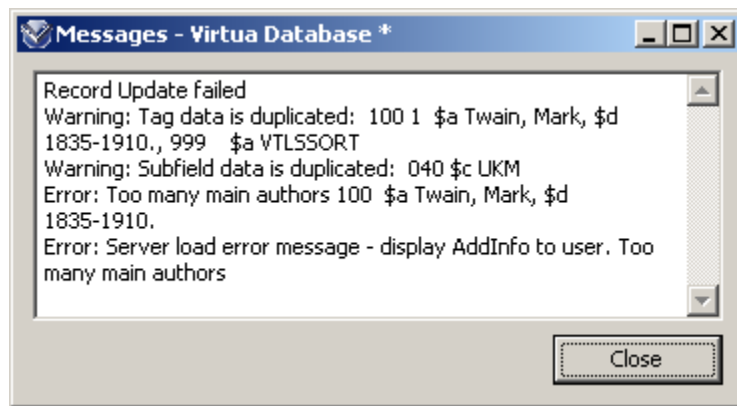 Messages - Virtua Database *
Record Update failed
Warning: Tag data is duplicated:  100 1  $a Twain, Mark, $d
1835-1910., 999   $a VTLSSORT
Warning: Subfield data is duplicated:  040 $c UKM
Error: Too many main authors 100  $a Twain, Mark, $d
1835-1910.
Error: Server load error message - display AddInfo to user. Too
many main authors
Close